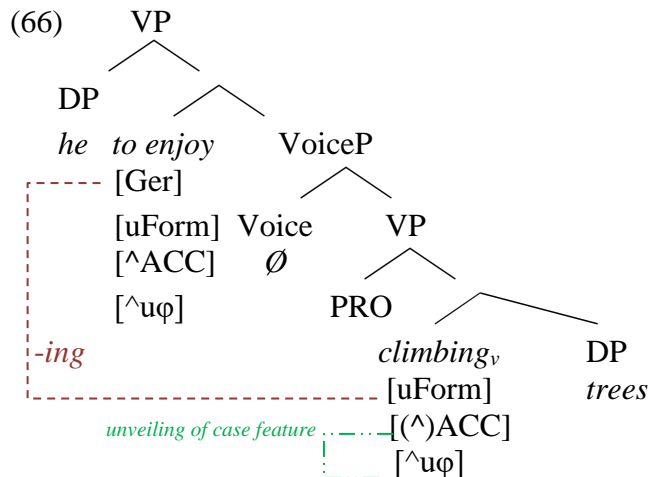 (66) VP
DP
he to enjoy VoiceP
[Ger]
[uForm] Voice VP
[^ACC] Ø
[^uφ] PRO
-ing climbingᵥ DP
[uForm] trees
unveiling of case feature [(^)ACC]
[^uφ]